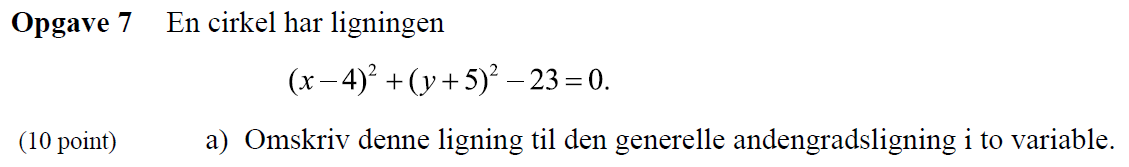 Opgave 7 En cirkel har ligningen
(x – 4)² + (y + 5)² – 23 = 0.
(10 point) a) Omskriv denne ligning til den generelle andengradsligning i to variable.